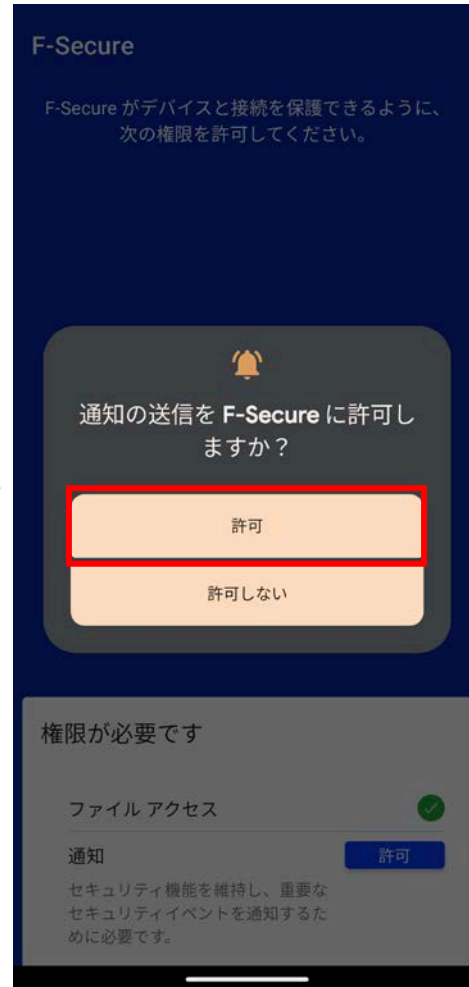 F-Secure
F-Secure がデバイスと接続を保護できるように、
次の権限を許可してください。
通知の送信を F-Secure に許可し
ますか？
許可
許可しない
権限が必要です
ファイル アクセス
通知
許可
セキュリティ機能を維持し、重要な
セキュリティイベントを通知するた
めに必要です。